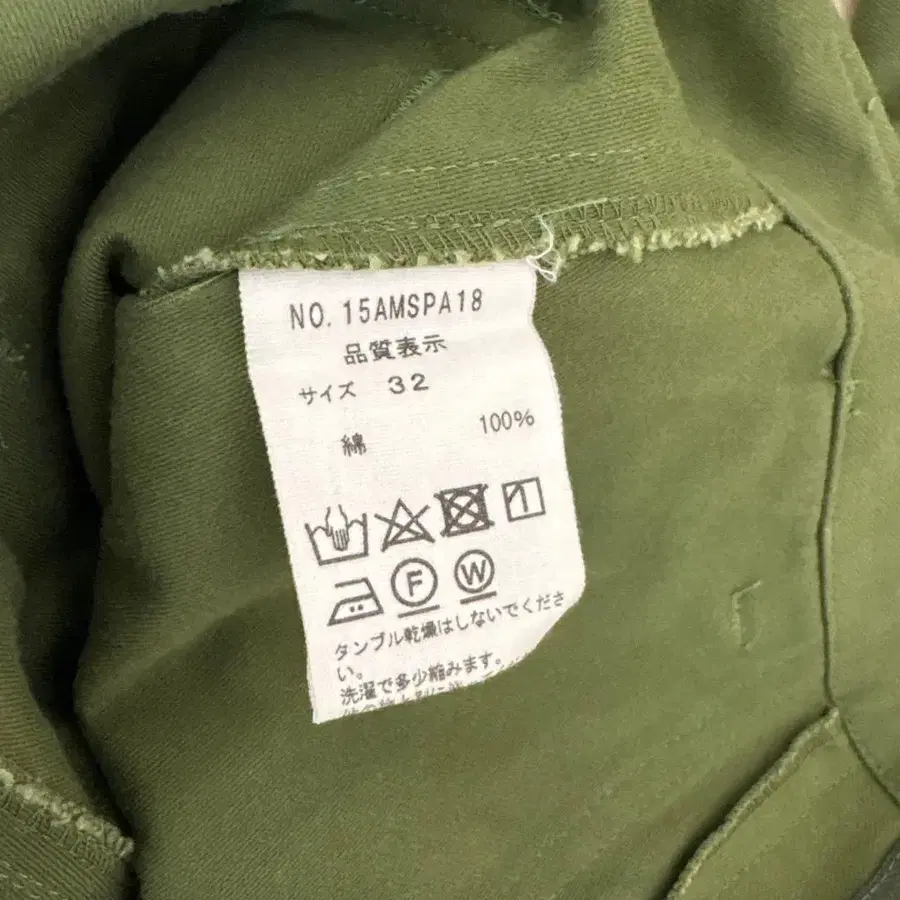 NO. 15AMSPA18
品質表示
サイズ 32
綿 100%
F W
タンブル乾燥はしないでくださ
い。
洗濯で多少縮みます。